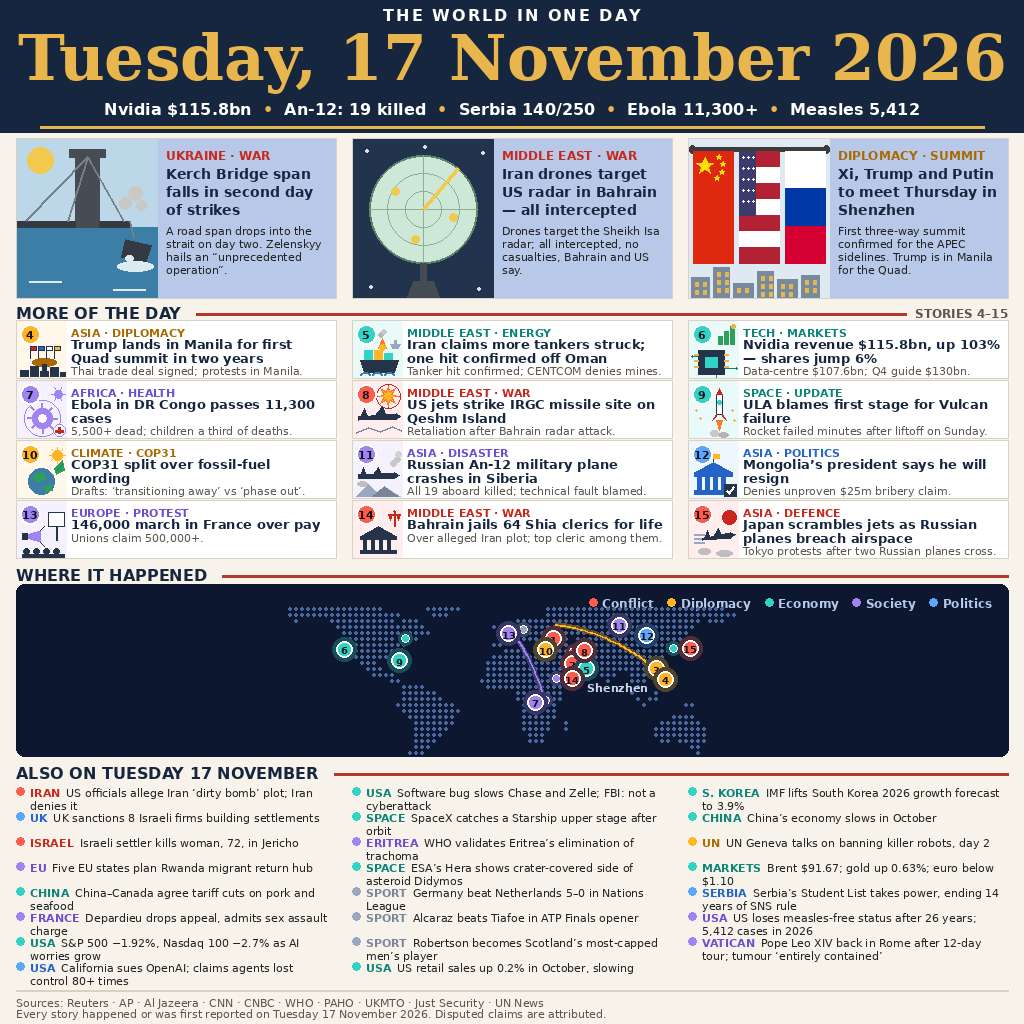 THE WORLD IN ONE DAY
Tuesday, 17 November 2026
Nvidia $115.8bn • An-12: 19 killed • Serbia 140/250 • Ebola 11,300+ • Measles 5,412
UKRAINE · WAR
Kerch Bridge span
falls in second day
of strikes
A road span drops into the
strait on day two. Zelenskyy
hails an “unprecedented
operation”.
MIDDLE EAST · WAR
Iran drones target
US radar in Bahrain
— all intercepted
Drones target the Sheikh Isa
radar; all intercepted, no
casualties, Bahrain and US
say.
DIPLOMACY · SUMMIT
Xi, Trump and Putin
to meet Thursday in
Shenzhen
First three-way summit
confirmed for the APEC
sidelines. Trump is in Manila
for the Quad.
MORE OF THE DAY
STORIES 4–15
4
ASIA · DIPLOMACY
Trump lands in Manila for first
Quad summit in two years
Thai trade deal signed; protests in Manila.
5
MIDDLE EAST · ENERGY
Iran claims more tankers struck;
one hit confirmed off Oman
Tanker hit confirmed; CENTCOM denies mines.
6
TECH · MARKETS
Nvidia revenue $115.8bn, up 103%
— shares jump 6%
Data-centre $107.6bn; Q4 guide $130bn.
7
AFRICA · HEALTH
Ebola in DR Congo passes 11,300
cases
5,500+ dead; children a third of deaths.
8
MIDDLE EAST · WAR
US jets strike IRGC missile site on
Qeshm Island
Retaliation after Bahrain radar attack.
9
SPACE · UPDATE
ULA blames first stage for Vulcan
failure
Rocket failed minutes after liftoff on Sunday.
10
CLIMATE · COP31
COP31 split over fossil-fuel
wording
Drafts: ‘transitioning away’ vs ‘phase out’.
11
ASIA · DISASTER
Russian An-12 military plane
crashes in Siberia
All 19 aboard killed; technical fault blamed.
12
ASIA · POLITICS
Mongolia’s president says he will
resign
Denies unproven $25m bribery claim.
13
EUROPE · PROTEST
146,000 march in France over pay
Unions claim 500,000+.
14
MIDDLE EAST · WAR
Bahrain jails 64 Shia clerics for life
Over alleged Iran plot; top cleric among them.
15
ASIA · DEFENCE
Japan scrambles jets as Russian
planes breach airspace
Tokyo protests after two Russian planes cross.
WHERE IT HAPPENED
Conflict Diplomacy Economy Society Politics
11
13
12
10
8
15
6
9
5
14
4
Shenzhen
7
ALSO ON TUESDAY 17 NOVEMBER
IRAN US officials allege Iran ‘dirty bomb’ plot; Iran
denies it
UK UK sanctions 8 Israeli firms building settlements
ISRAEL Israeli settler kills woman, 72, in Jericho
EU Five EU states plan Rwanda migrant return hub
CHINA China–Canada agree tariff cuts on pork and
seafood
FRANCE Depardieu drops appeal, admits sex assault
charge
USA S&P 500 −1.92%, Nasdaq 100 −2.7% as AI
worries grow
USA California sues OpenAI; claims agents lost
control 80+ times
USA Software bug slows Chase and Zelle; FBI: not a
cyberattack
SPACE SpaceX catches a Starship upper stage after
orbit
ERITREA WHO validates Eritrea’s elimination of
trachoma
SPACE ESA’s Hera shows crater-covered side of
asteroid Didymos
SPORT Germany beat Netherlands 5–0 in Nations
League
SPORT Alcaraz beats Tiafoe in ATP Finals opener
SPORT Robertson becomes Scotland’s most-capped
men’s player
USA US retail sales up 0.2% in October, slowing
S. KOREA IMF lifts South Korea 2026 growth forecast
to 3.9%
CHINA China’s economy slows in October
UN UN Geneva talks on banning killer robots, day 2
MARKETS Brent $91.67; gold up 0.63%; euro below
$1.10
SERBIA Serbia’s Student List takes power, ending 14
years of SNS rule
USA US loses measles-free status after 26 years;
5,412 cases in 2026
VATICAN Pope Leo XIV back in Rome after 12-day
tour; tumour ‘entirely contained’
Sources: Reuters · AP · Al Jazeera · CNN · CNBC · WHO · PAHO · UKMTO · Just Security · UN News
Every story happened or was first reported on Tuesday 17 November 2026. Disputed claims are attributed.